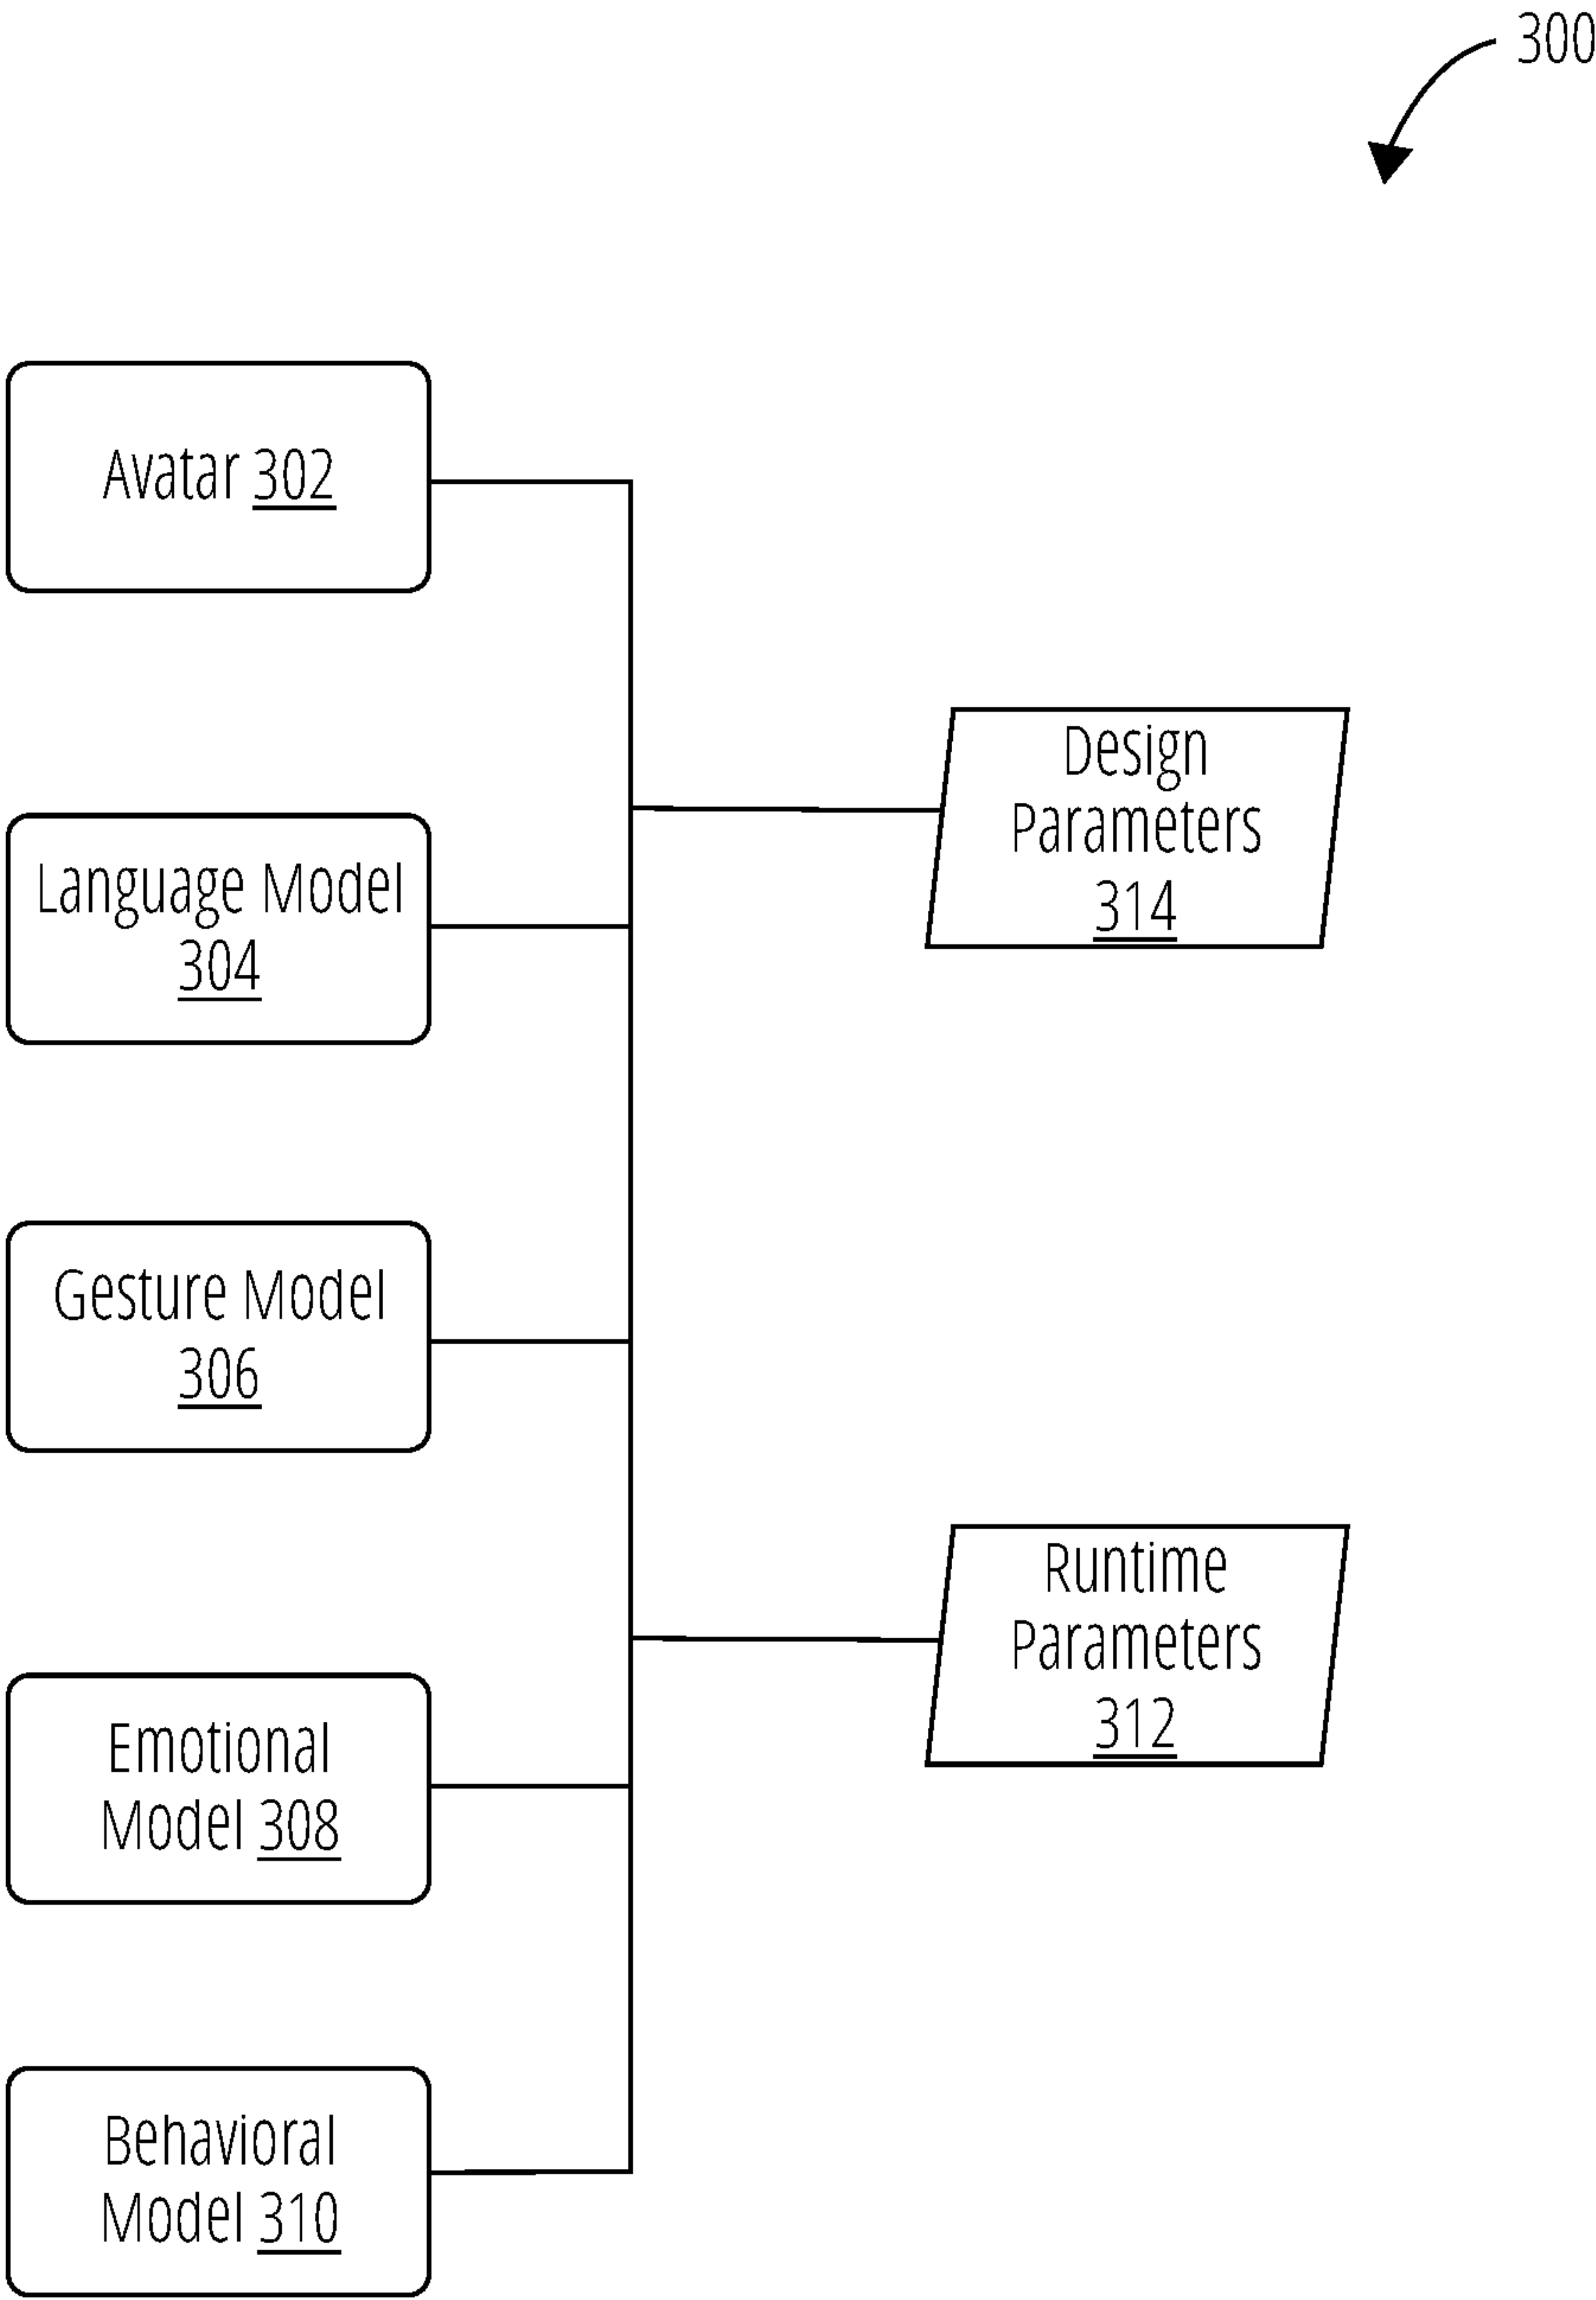 300
Avatar 302
Design
Parameters
314
Language Model
304
Gesture Model
306
Runtime
Parameters
312
Emotional
Model 308
Behavioral
Model 310